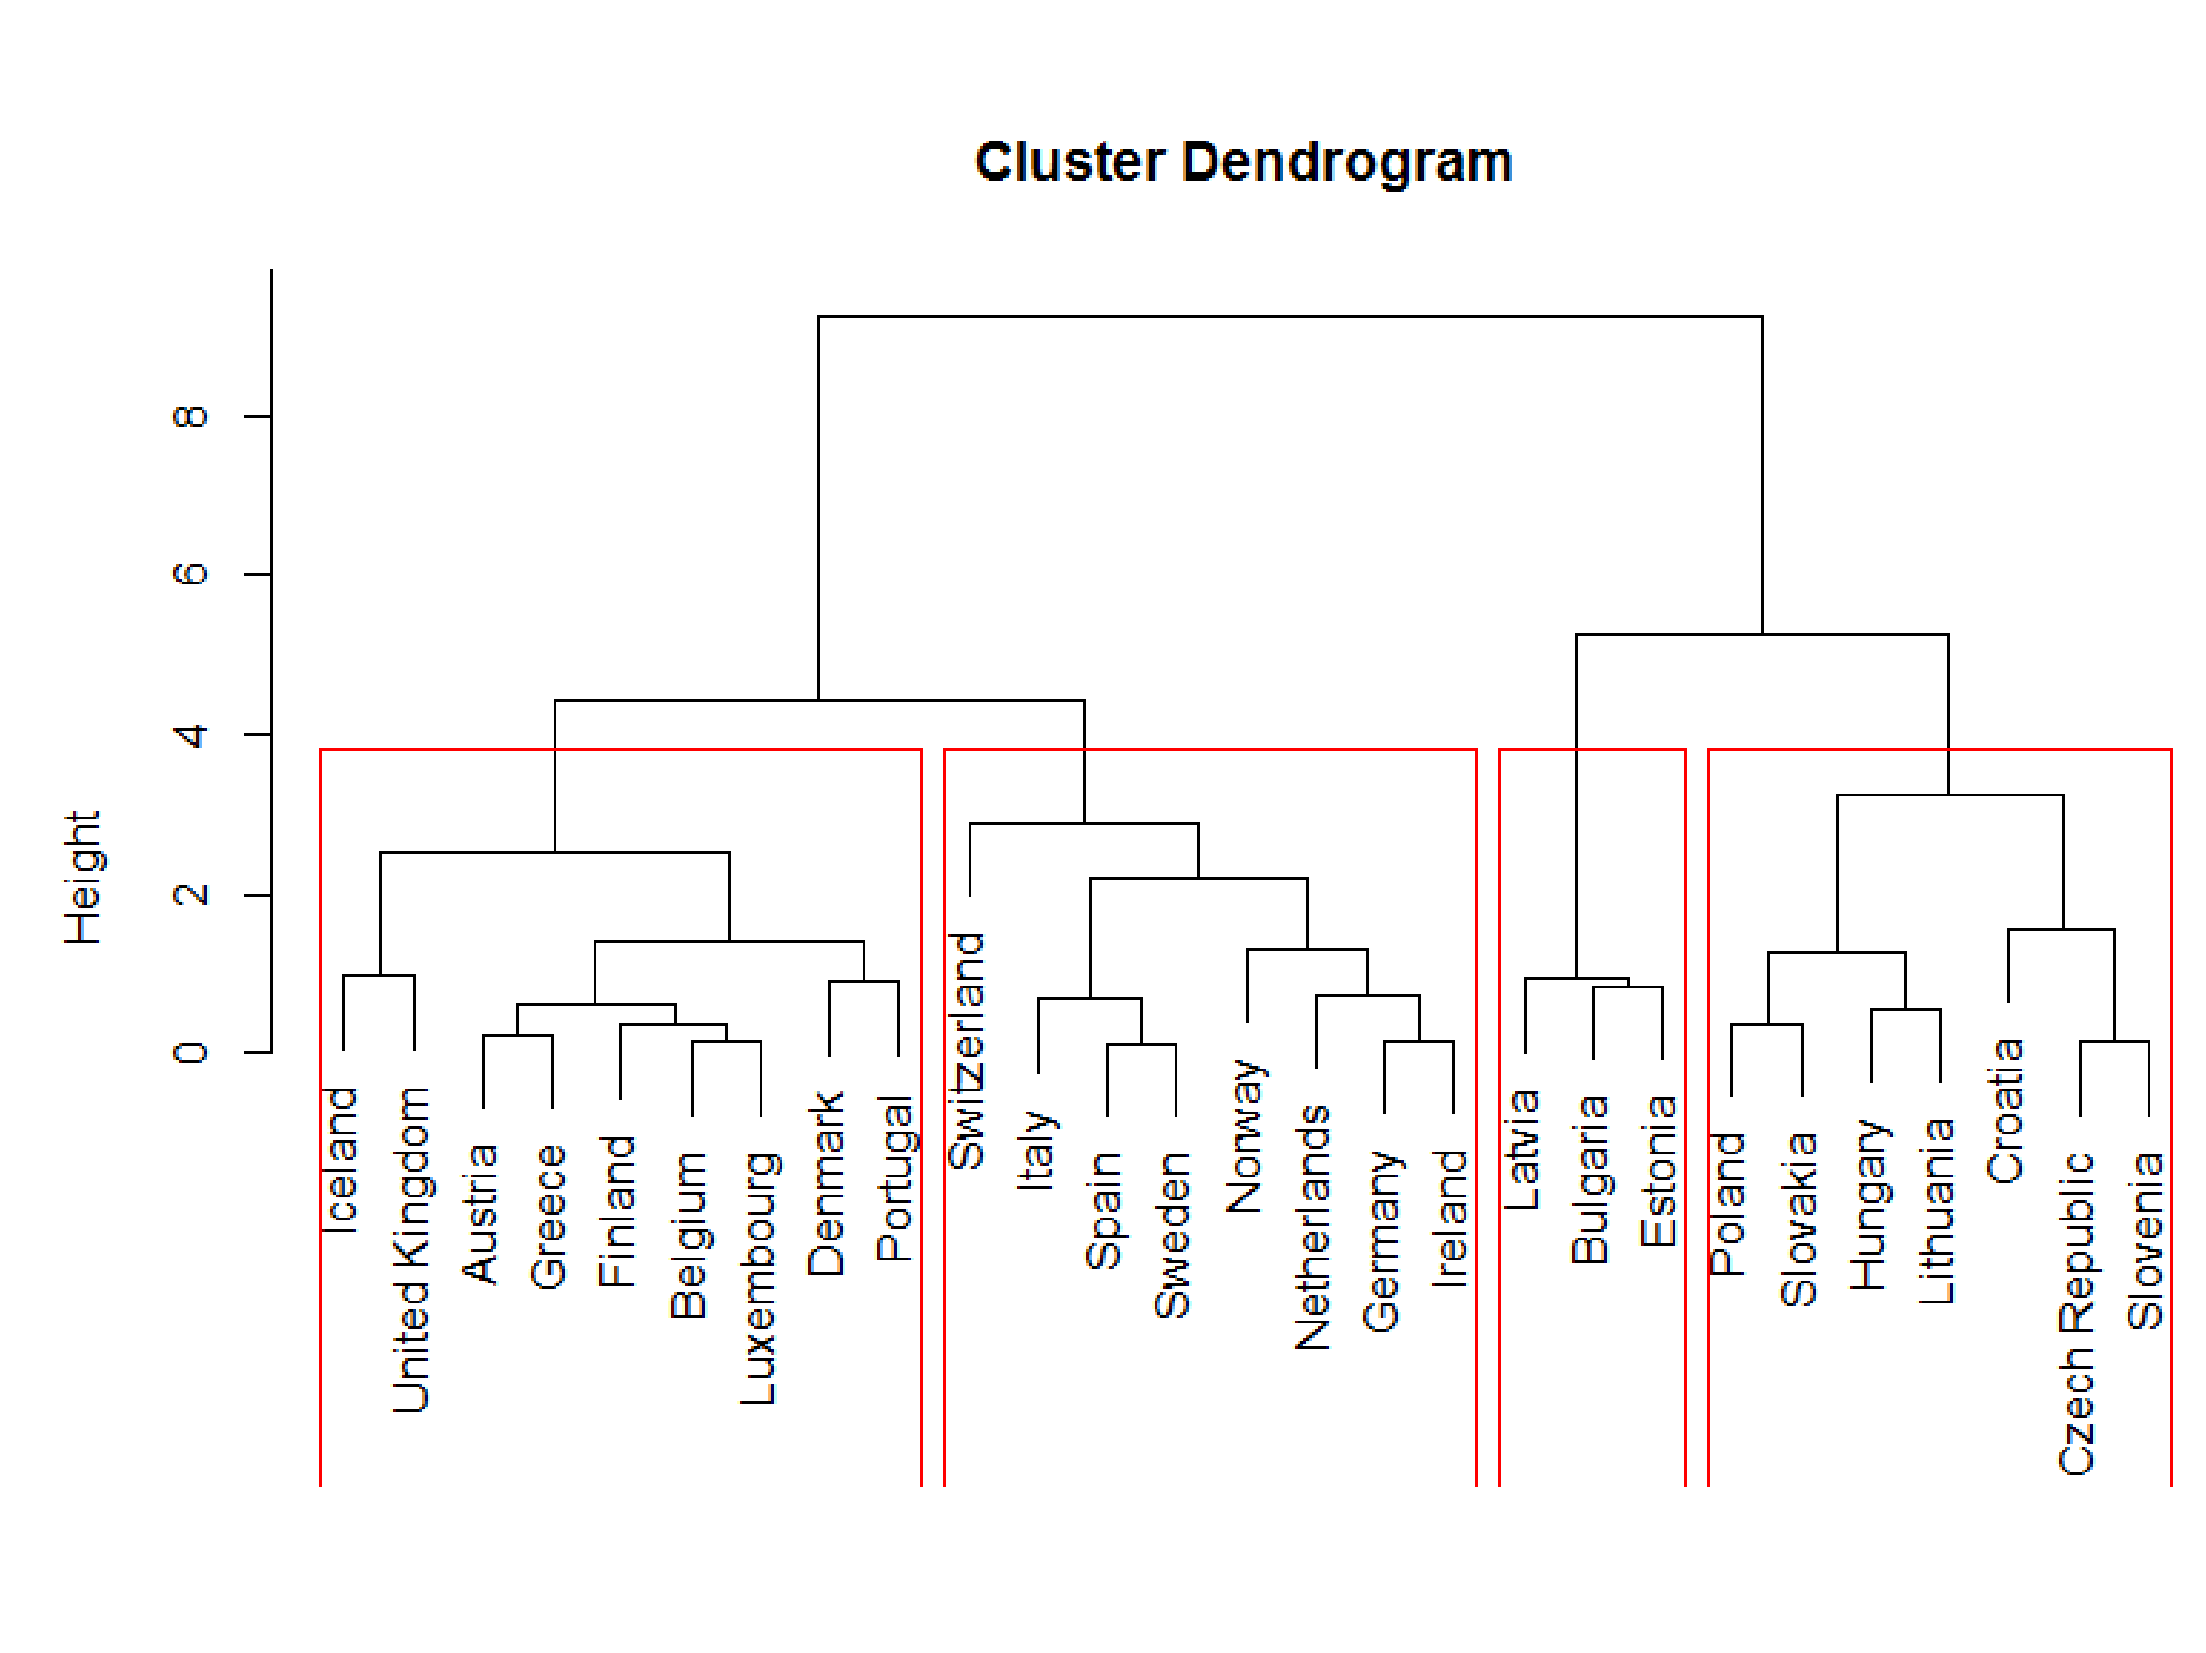 Cluster Dendrogram
Height
8
6
4
2
0
Iceland
United Kingdom
Austria
Greece
Finland
Belgium
Luxembourg
Denmark
Portugal
Switzerland
Italy
Spain
Sweden
Norway
Netherlands
Germany
Ireland
Latvia
Bulgaria
Estonia
Poland
Slovakia
Hungary
Lithuania
Croatia
Czech Republic
Slovenia